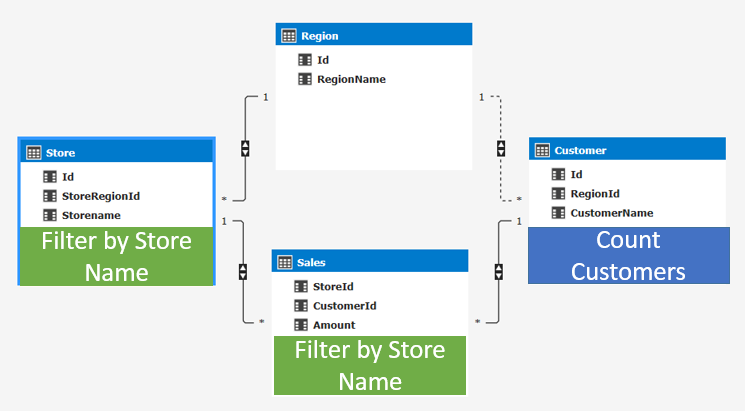 Region
Id
RegionName
1
1
Store
Id
StoreRegionId
Storename
*
Filter by Store
Name
1
Customer
Id
RegionId
CustomerName
*
Count
Customers
1
Sales
StoreId
CustomerId
Amount
*
*
Filter by Store
Name